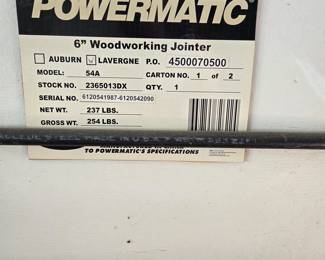 POWERMATIC
6" Woodworking Jointer
AUBURN LAVERGNE P.O. 4500070500
MODEL: 54A CARTON NO. 1 of 2
STOCK NO. 2365013DX QTY. 1
SERIAL NO. 6120541987-6120542090
NET WT. 237 LBS.
GROSS WT. 254 LBS.
TO POWERMATIC'S SPECIFICATIONS